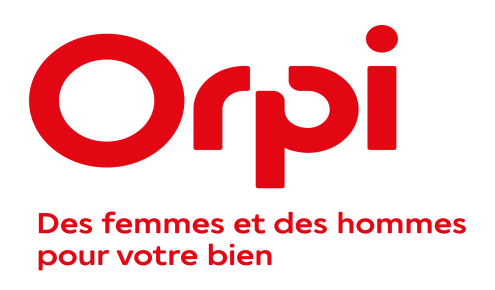 Orpi
Des femmes et des hommes
pour votre bien